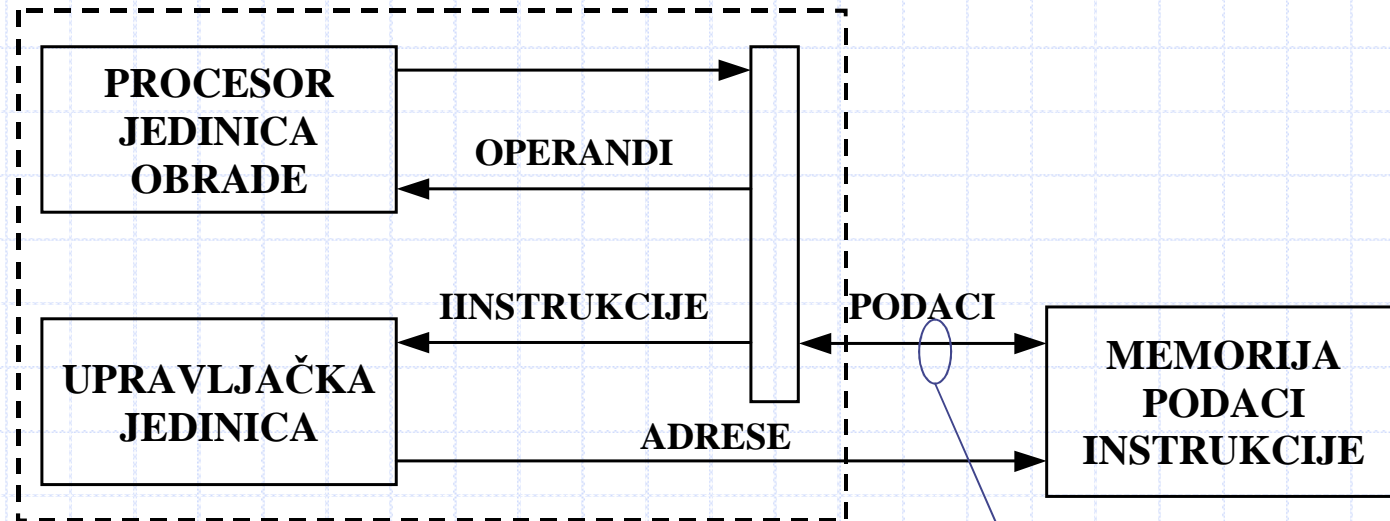 PROCESOR
JEDINICA
OBRADE
OPERANDI
IINSTRUKCIJE
PODACI
UPRAVLJAČKA
JEDINICA
MEMORIJA
PODACI
INSTRUKCIJE
ADRESE